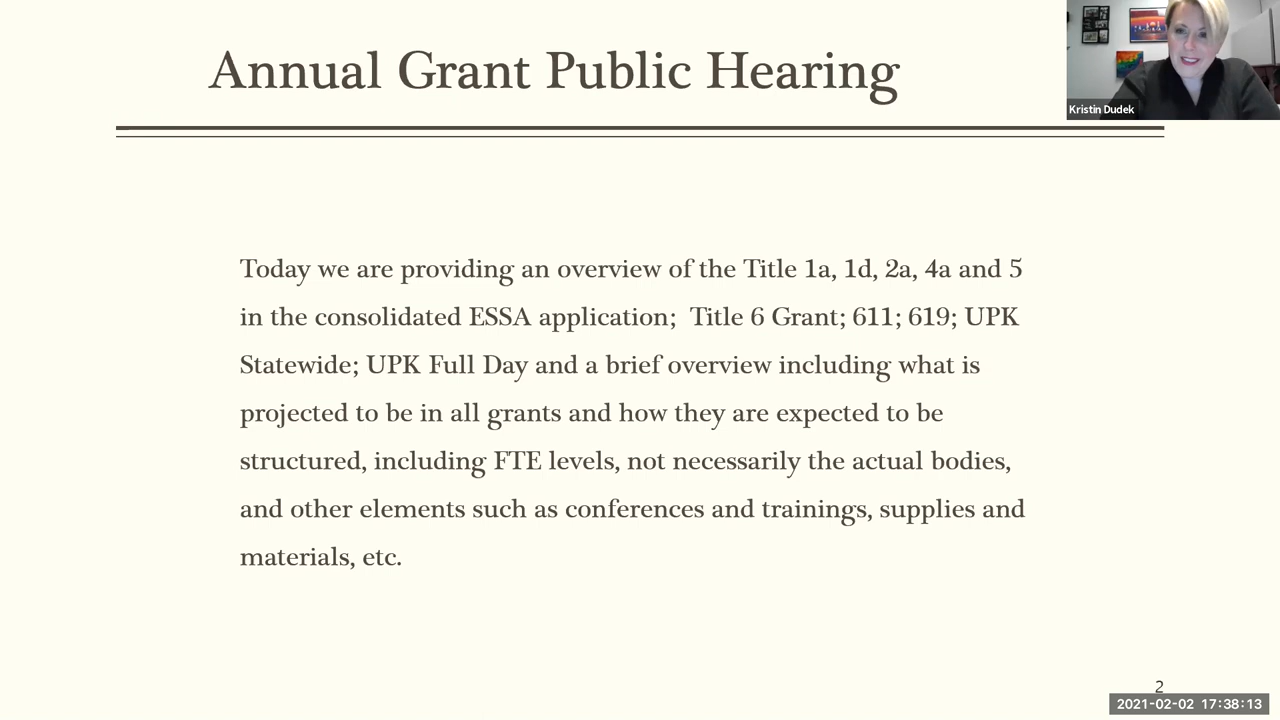 Annual Grant Public Hearing
Kristin Dudek
Today we are providing an overview of the Title 1a, 1d, 2a, 4a and 5
in the consolidated ESSA application;  Title 6 Grant; 611; 619; UPK
Statewide; UPK Full Day and a brief overview including what is
projected to be in all grants and how they are expected to be
structured, including FTE levels, not necessarily the actual bodies,
and other elements such as conferences and trainings, supplies and
materials, etc.
2
2021-02-02 17:38:13